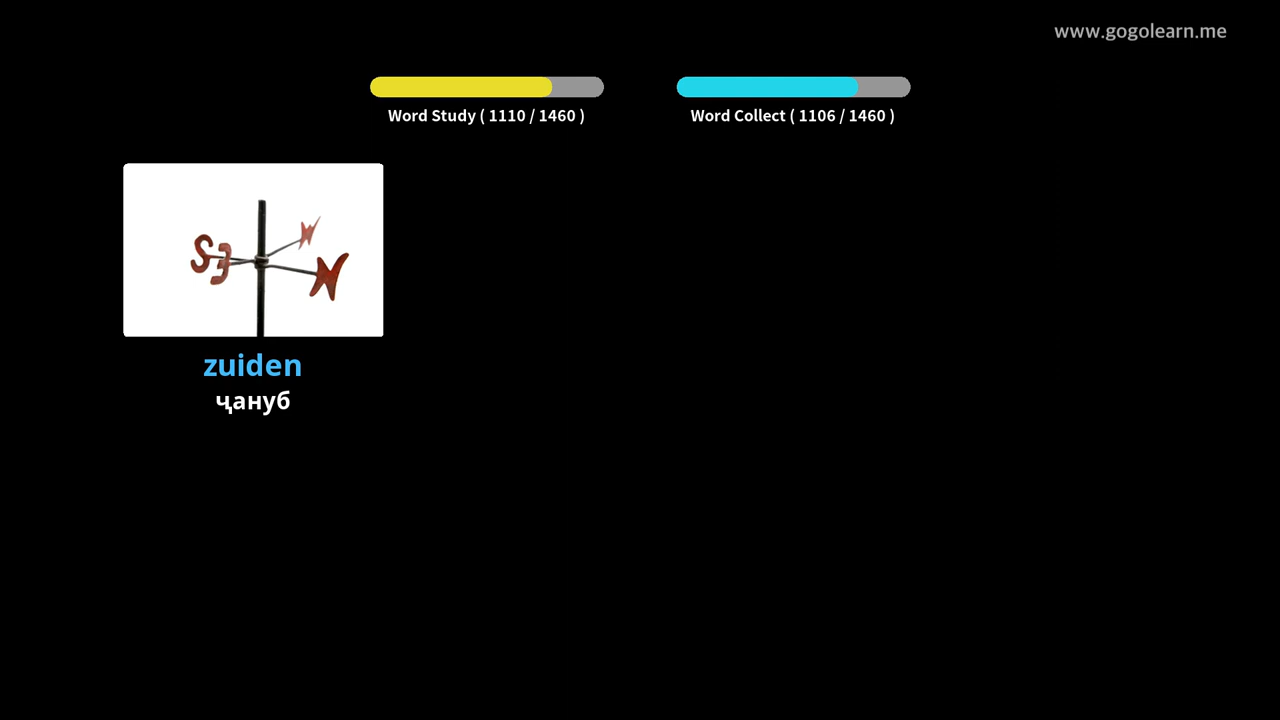 www.gogolearn.me
Word Study ( 1110 / 1460 )
Word Collect ( 1106 / 1460 )
S E N N
zuiden
ҷануб